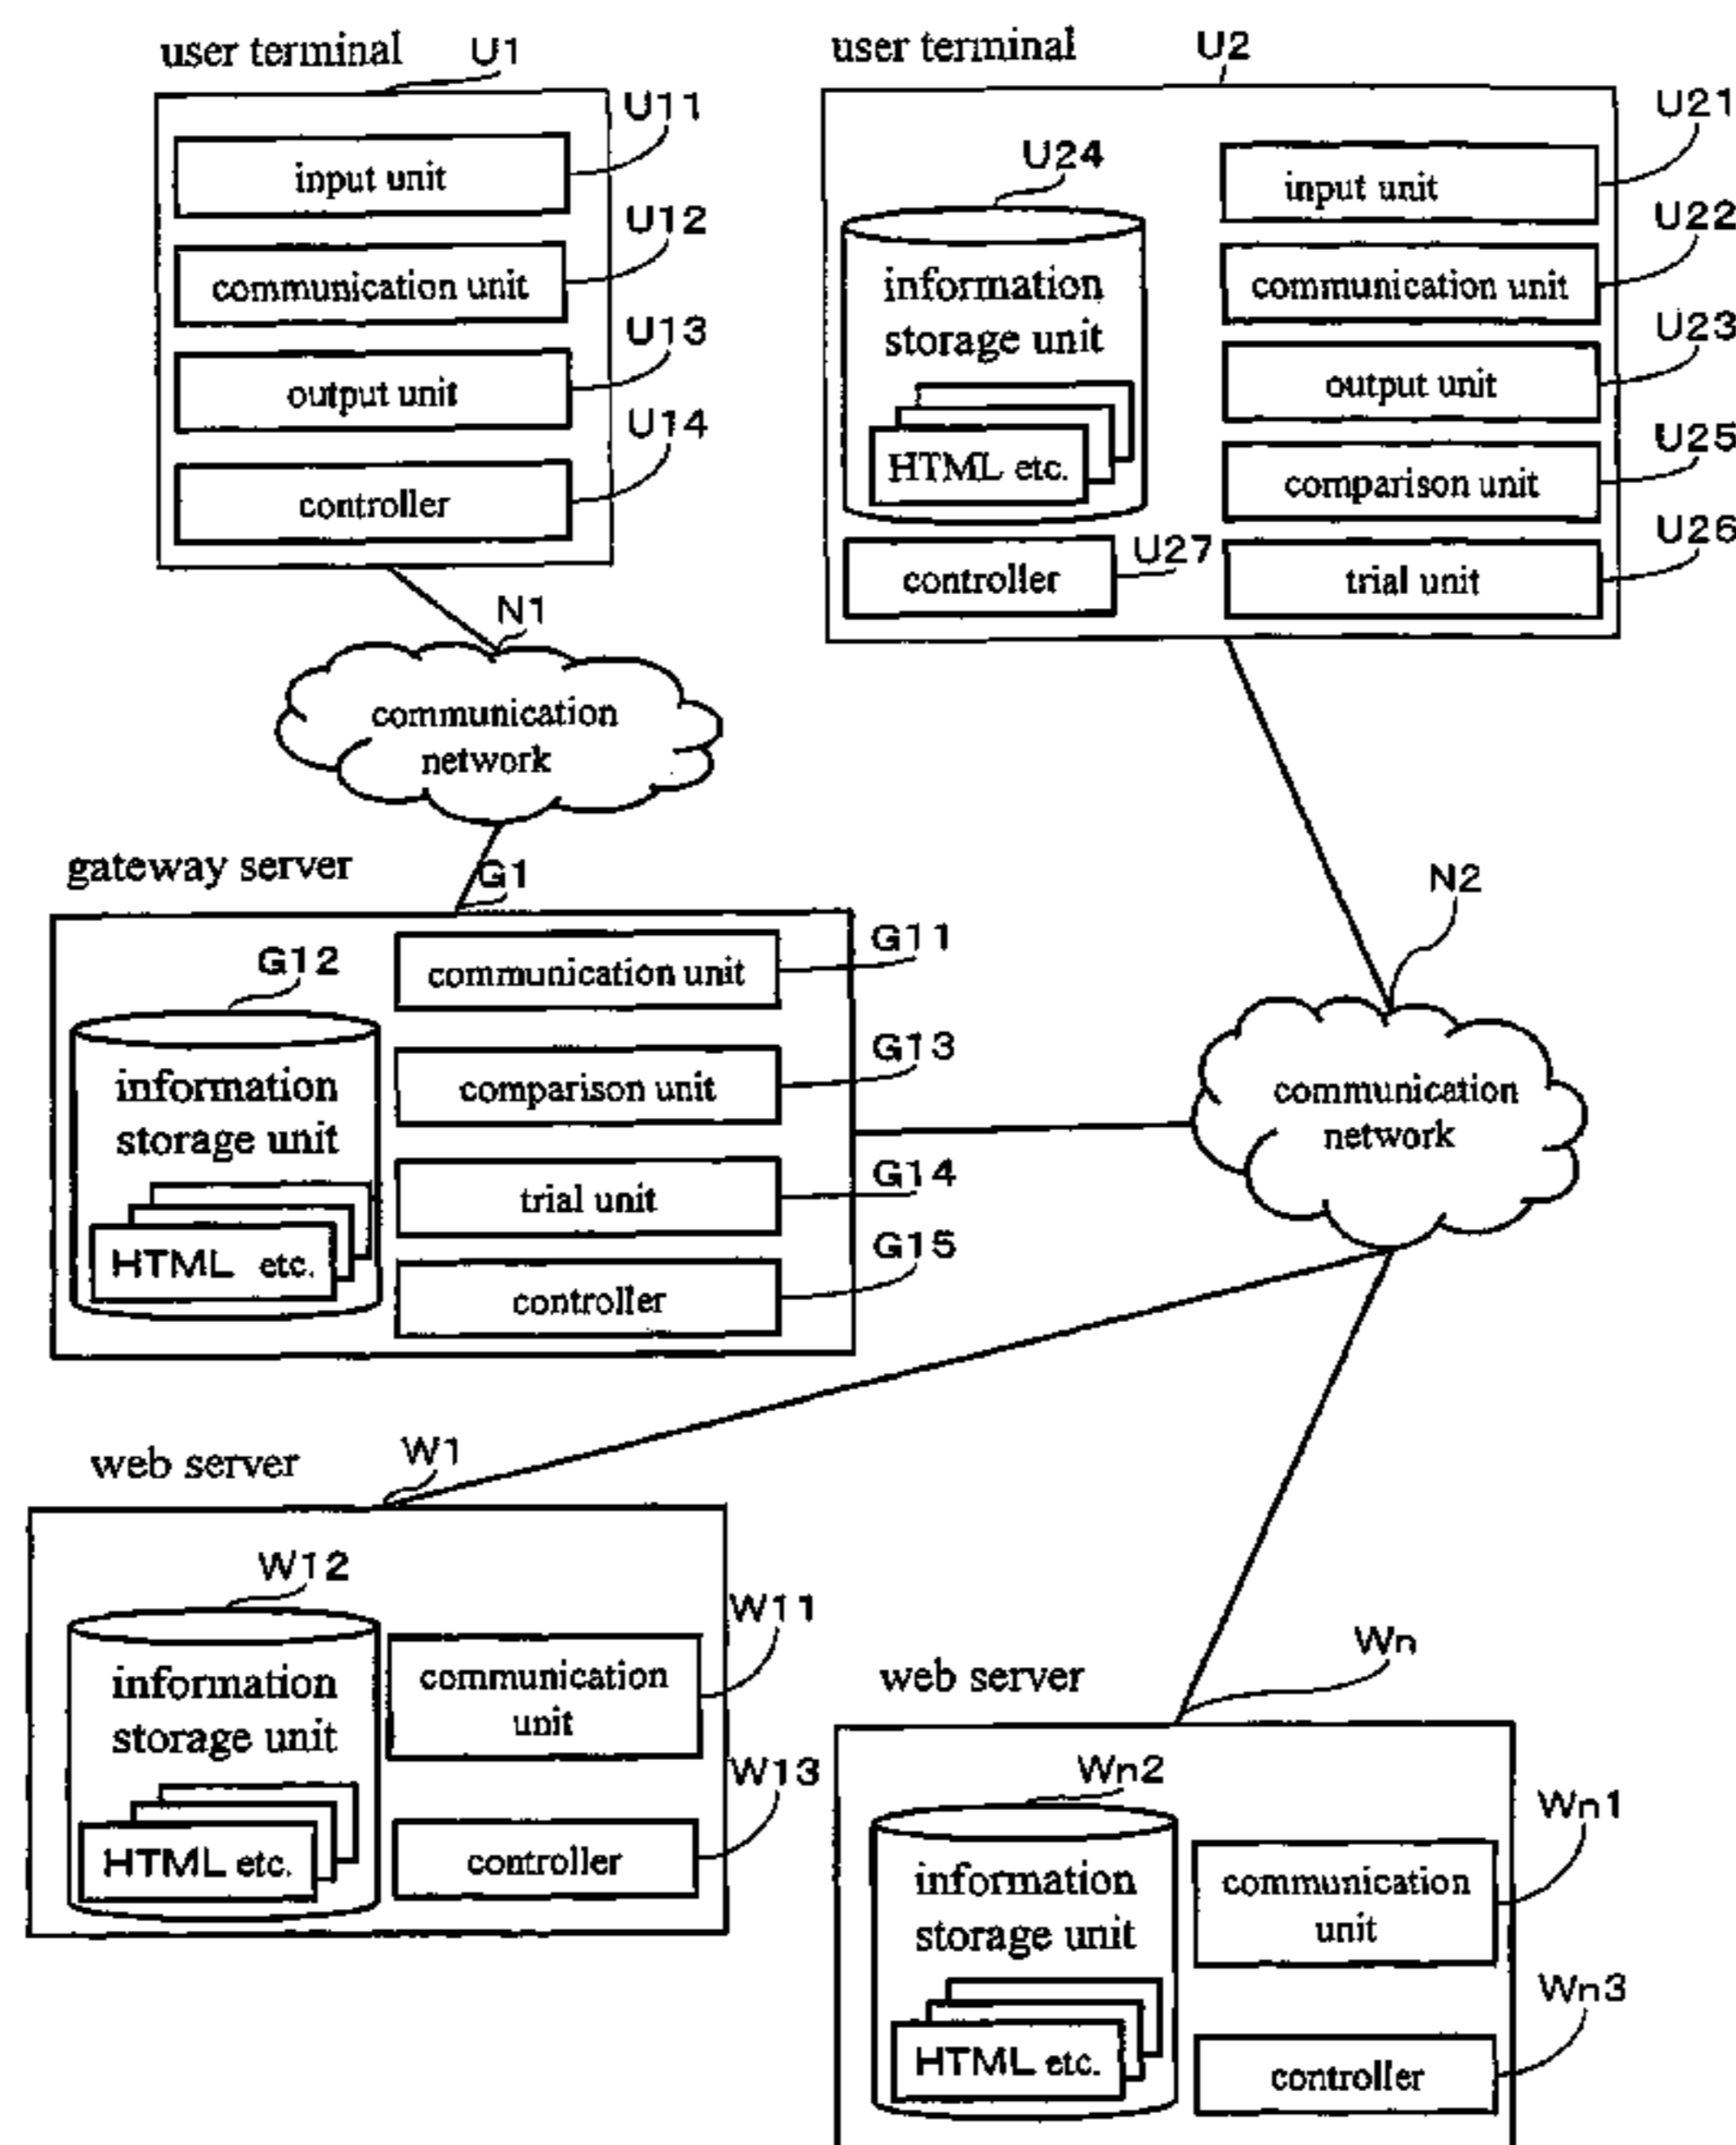 user terminal
U1
U11
input unit
U12
communication unit
U13
output unit
U14
controller
user terminal
U2
U21
U24
input unit
U22
information
storage unit
communication unit
U23
output unit
HTML etc.
U25
comparison unit
U26
controller
U27
trial unit
N1
communication
network
gateway server
G1
G11
communication unit
G12
information
storage unit
G13
comparison unit
G14
trial unit
HTML etc.
G15
controller
N2
communication
network
web server
W1
W12
W11
information
storage unit
communication
unit
W13
HTML etc.
controller
web server
Wn
Wn2
Wn1
information
storage unit
communication
unit
Wn3
HTML etc.
controller